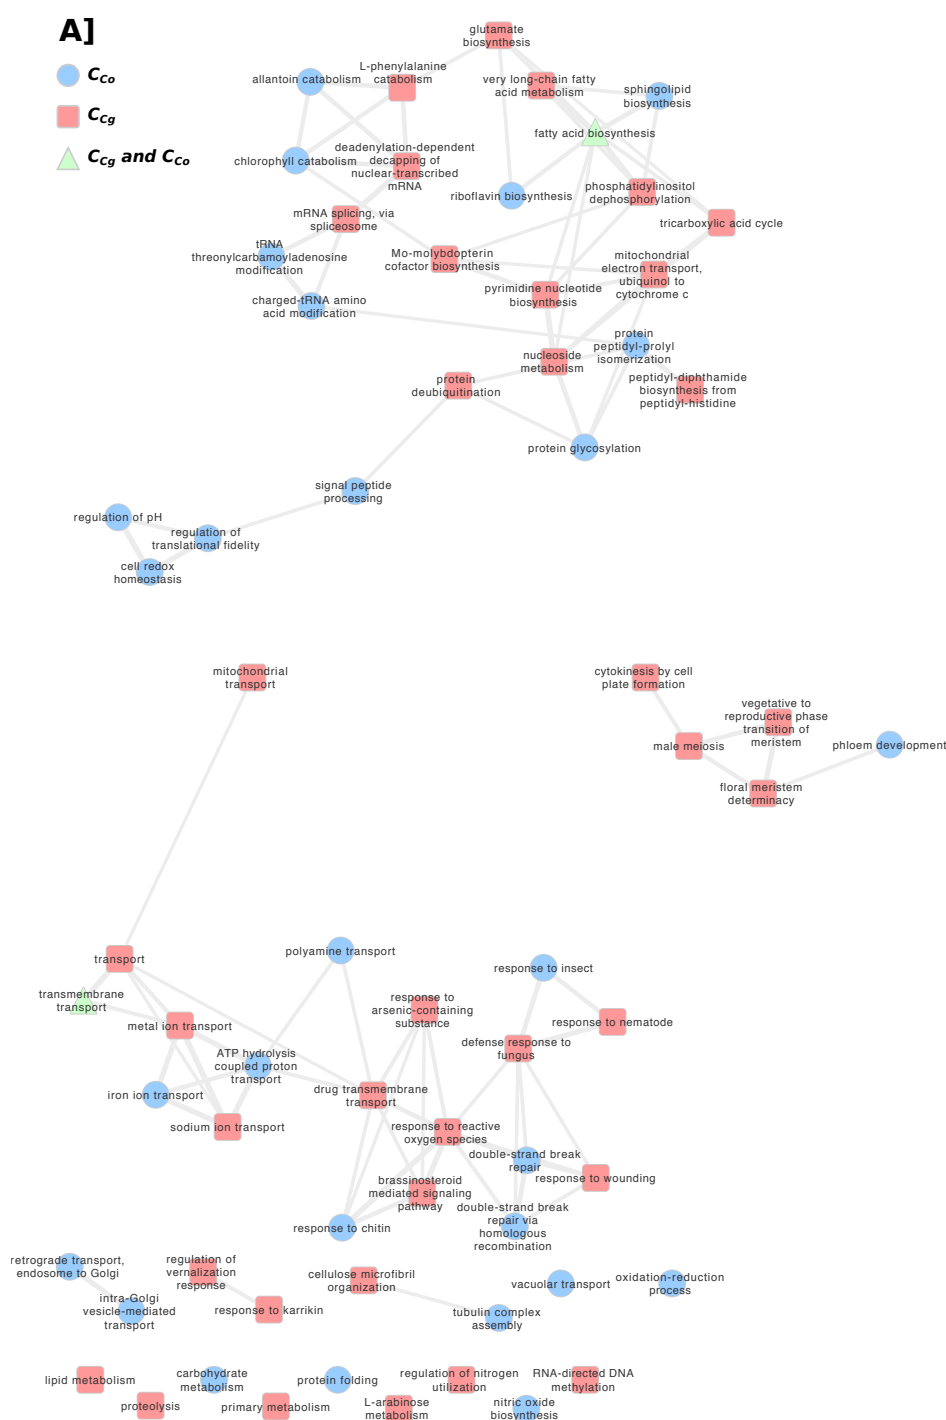 A]
C_Co
C_Cg
C_Cg and C_Co
glutamate
biosynthesis
L-phenylalanine
catabolism
allantoin catabolism
very long-chain fatty
acid metabolism
sphingolipid
biosynthesis
fatty acid biosynthesis
deadenylation-dependent
decapping of
nuclear-transcribed
mRNA
chlorophyll catabolism
riboflavin biosynthesis
phosphatidylinositol
dephosphorylation
mRNA splicing, via
spliceosome
tricarboxylic acid cycle
tRNA
threonylcarbamoyladenosine
modification
Mo-molybdopterin
cofactor biosynthesis
mitochondrial
electron transport,
ubiquinol to
cytochrome c
pyrimidine nucleotide
biosynthesis
charged-tRNA amino
acid modification
protein
peptidyl-prolyl
isomerization
nucleoside
metabolism
protein
deubiquitination
peptidyl-diphthamide
biosynthesis from
peptidyl-histidine
protein glycosylation
signal peptide
processing
regulation of pH
regulation of
translational fidelity
cell redox
homeostasis
mitochondrial
transport
cytokinesis by cell
plate formation
vegetative to
reproductive phase
transition of
meristem
male meiosis
phloem development
floral meristem
determinacy
transport
polyamine transport
response to insect
transmembrane
transport
metal ion transport
response to
arsenic-containing
substance
response to nematode
defense response to
fungus
ATP hydrolysis
coupled proton
transport
iron ion transport
drug transmembrane
transport
sodium ion transport
response to reactive
oxygen species
double-strand break
repair
response to wounding
brassinosteroid
mediated signaling
pathway
double-strand break
repair via
homologous
recombination
response to chitin
retrograde transport,
endosome to Golgi
regulation of
vernalization
response
cellulose microfibril
organization
vacuolar transport
oxidation-reduction
process
intra-Golgi
vesicle-mediated
transport
response to karrikin
tubulin complex
assembly
lipid metabolism
carbohydrate
metabolism
protein folding
regulation of nitrogen
utilization
RNA-directed DNA
methylation
proteolysis
primary metabolism
L-arabinose
metabolism
nitric oxide
biosynthesis